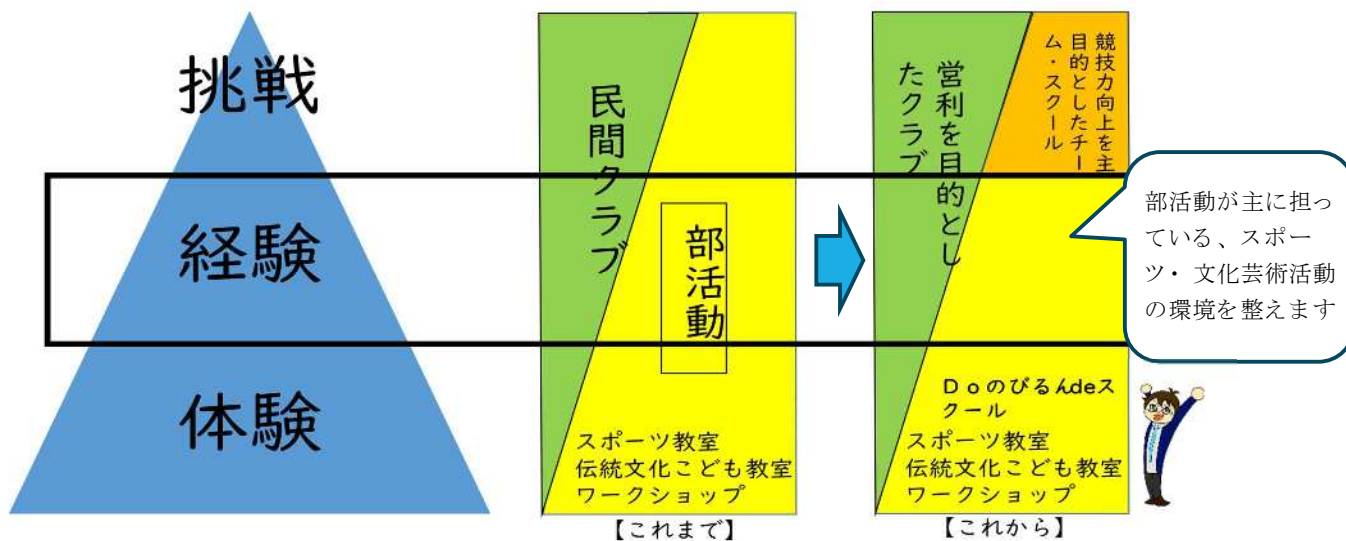 挑戦
経験
体験
民間クラブ
部活動
スポーツ教室
伝統文化こども教室
ワークショップ
【これまで】
営利を目的とし
たクラブ
競技力向上を主
目的としたチー
ム・スクール
Ｄｏのびるんdeス
クール
スポーツ教室
伝統文化こども教室
ワークショップ
【これから】
部活動が主に担っ
ている、スポー
ツ・文化芸術活動
の環境を整えます